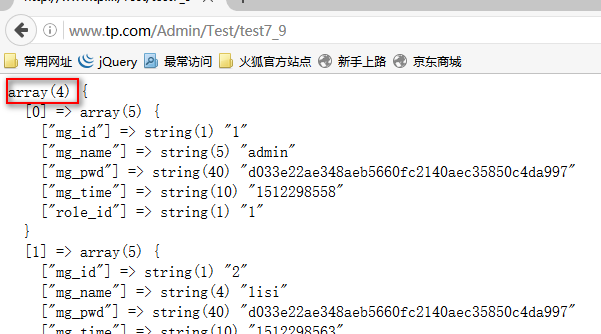 www.tp.com/Admin/Test/test7_9
常用网址 jQuery 最常访问 火狐官方站点 新手上路 京东商城
array(4) {
[0] => array(5) {
["mg_id"] => string(1) "1"
["mg_name"] => string(5) "admin"
["mg_pwd"] => string(40) "d033e22ae348aeb5660fc2140aec35850c4da997"
["mg_time"] => string(10) "1512298558"
["role_id"] => string(1) "1"
}
[1] => array(5) {
["mg_id"] => string(1) "2"
["mg_name"] => string(4) "lisi"
["mg_pwd"] => string(40) "d033e22ae348aeb5660fc2140aec35850c4da997"
["mg_time"] => string(10) "1512298563"